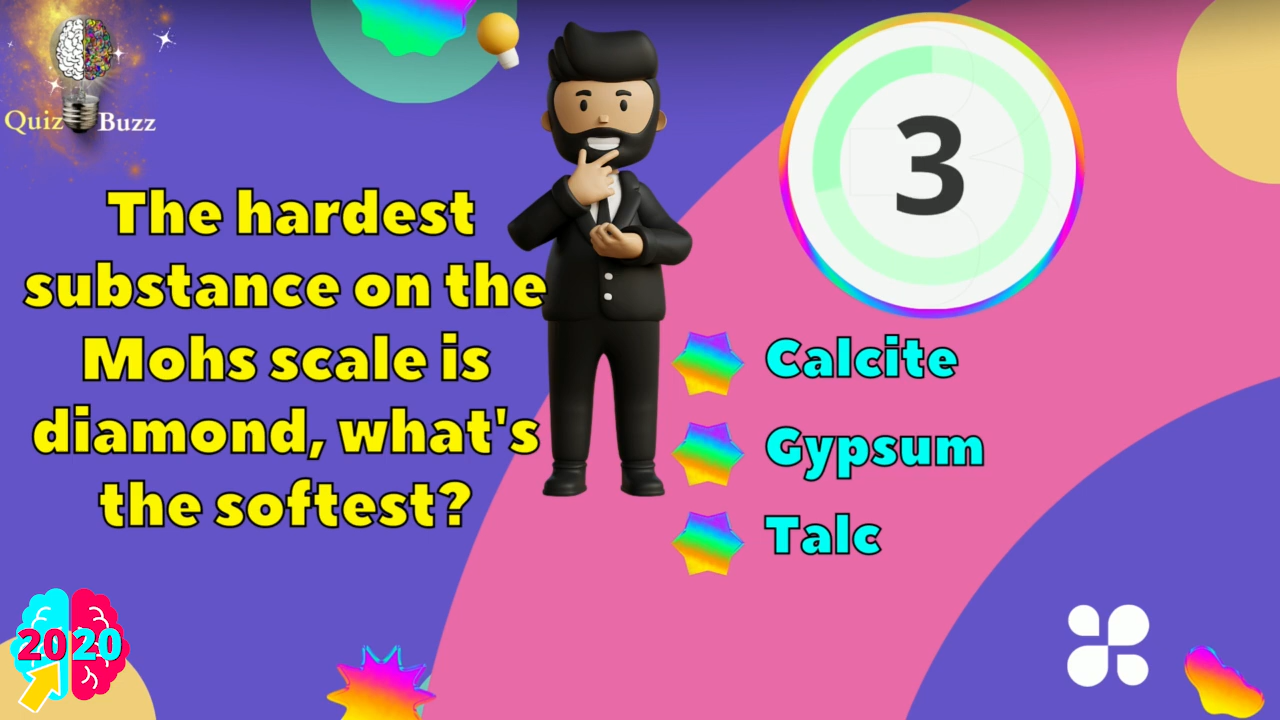 Quiz Buzz
The hardest
substance on the
Mohs scale is
diamond, what's
the softest?
3
Calcite
Gypsum
Talc
2020